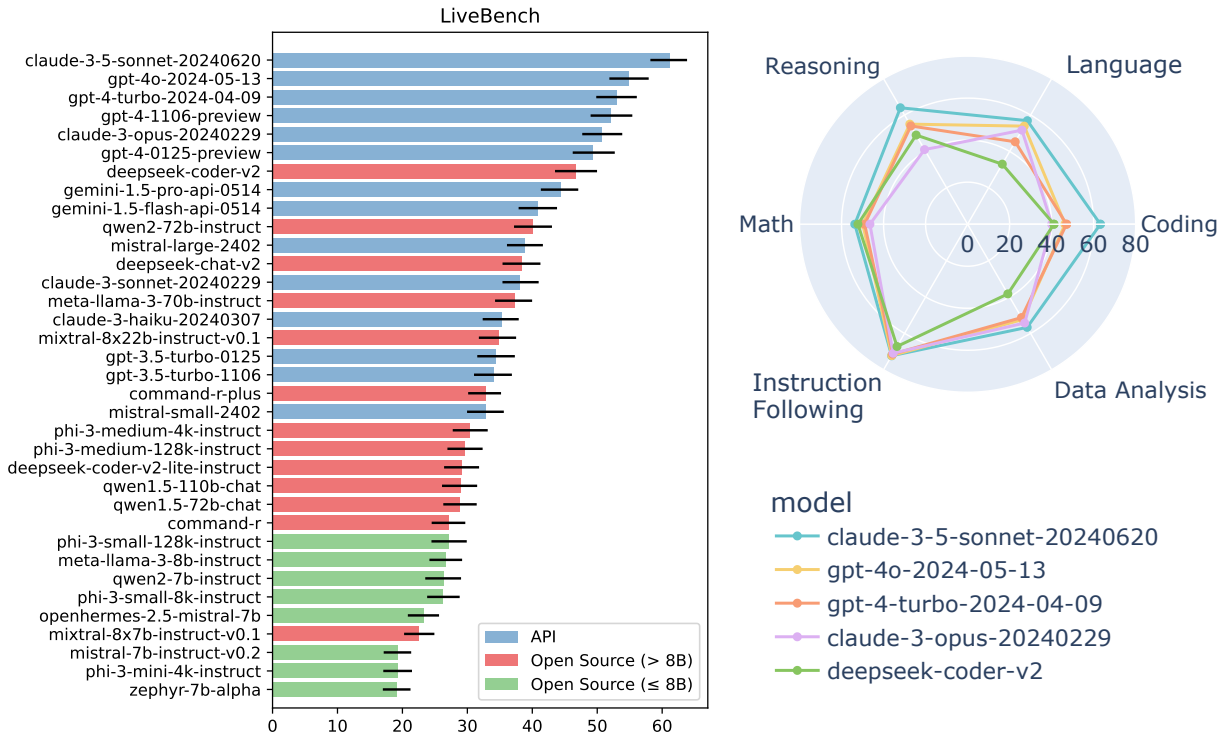 LiveBench
claude-3-5-sonnet-20240620
gpt-4o-2024-05-13
gpt-4-turbo-2024-04-09
gpt-4-1106-preview
claude-3-opus-20240229
gpt-4-0125-preview
deepseek-coder-v2
gemini-1.5-pro-api-0514
gemini-1.5-flash-api-0514
qwen2-72b-instruct
mistral-large-2402
deepseek-chat-v2
claude-3-sonnet-20240229
meta-llama-3-70b-instruct
claude-3-haiku-20240307
mixtral-8x22b-instruct-v0.1
gpt-3.5-turbo-0125
gpt-3.5-turbo-1106
command-r-plus
mistral-small-2402
phi-3-medium-4k-instruct
phi-3-medium-128k-instruct
deepseek-coder-v2-lite-instruct
qwen1.5-110b-chat
qwen1.5-72b-chat
command-r
phi-3-small-128k-instruct
meta-llama-3-8b-instruct
qwen2-7b-instruct
phi-3-small-8k-instruct
openhermes-2.5-mistral-7b
mixtral-8x7b-instruct-v0.1
mistral-7b-instruct-v0.2
phi-3-mini-4k-instruct
zephyr-7b-alpha
0 10 20 30 40 50 60
API
Open Source (> 8B)
Open Source (≤ 8B)
Reasoning
Language
Math
0 20 40 60 80
Coding
Instruction
Following
Data Analysis
model
claude-3-5-sonnet-20240620
gpt-4o-2024-05-13
gpt-4-turbo-2024-04-09
claude-3-opus-20240229
deepseek-coder-v2